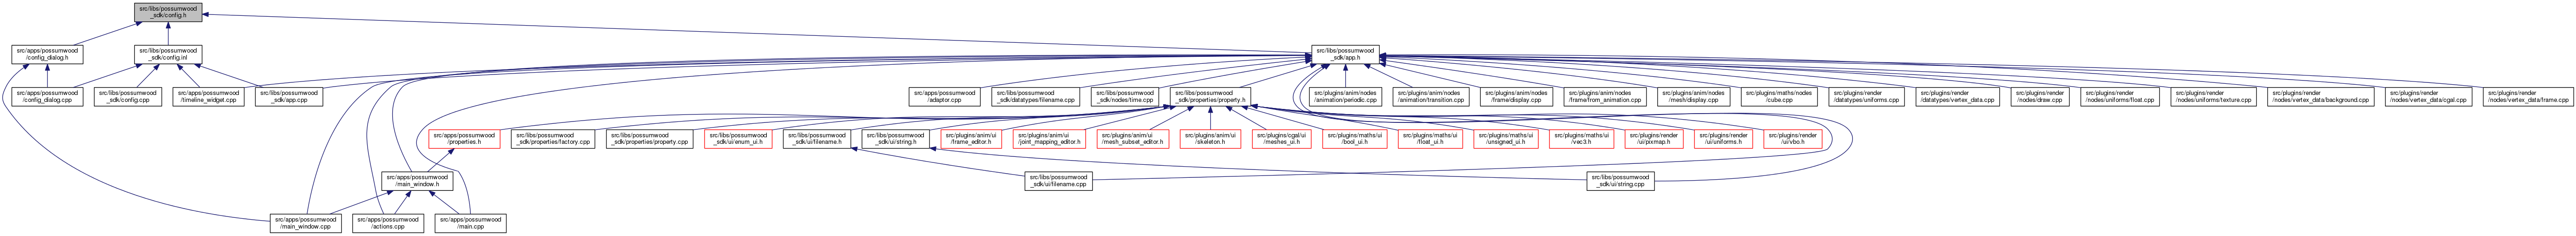 src/libs/possumwood
_sdk/config.h
src/apps/possumwood
/config_dialog.h
src/libs/possumwood
_sdk/config.inl
src/libs/possumwood
_sdk/app.h
src/apps/possumwood
/config_dialog.cpp
src/libs/possumwood
_sdk/config.cpp
src/apps/possumwood
/timeline_widget.cpp
src/libs/possumwood
_sdk/app.cpp
src/apps/possumwood
/adaptor.cpp
src/libs/possumwood
_sdk/datatypes/filename.cpp
src/libs/possumwood
_sdk/nodes/time.cpp
src/libs/possumwood
_sdk/properties/property.h
src/plugins/anim/nodes
/animation/periodic.cpp
src/plugins/anim/nodes
/animation/transition.cpp
src/plugins/anim/nodes
/frame/display.cpp
src/plugins/anim/nodes
/frame/from_animation.cpp
src/plugins/anim/nodes
/mesh/display.cpp
src/plugins/maths/nodes
/cube.cpp
src/plugins/render
/datatypes/uniforms.cpp
src/plugins/render
/datatypes/vertex_data.cpp
src/plugins/render
/nodes/draw.cpp
src/plugins/render
/nodes/uniforms/float.cpp
src/plugins/render
/nodes/uniforms/texture.cpp
src/plugins/render
/nodes/vertex_data/background.cpp
src/plugins/render
/nodes/vertex_data/cgal.cpp
src/plugins/render
/nodes/vertex_data/frame.cpp
src/apps/possumwood
/properties.h
src/libs/possumwood
_sdk/properties/factory.cpp
src/libs/possumwood
_sdk/properties/property.cpp
src/libs/possumwood
_sdk/ui/enum_ui.h
src/libs/possumwood
_sdk/ui/filename.h
src/libs/possumwood
_sdk/ui/string.h
src/plugins/anim/ui
/frame_editor.h
src/plugins/anim/ui
/joint_mapping_editor.h
src/plugins/anim/ui
/mesh_subset_editor.h
src/plugins/anim/ui
/skeleton.h
src/plugins/cgal/ui
/meshes_ui.h
src/plugins/maths/ui
/bool_ui.h
src/plugins/maths/ui
/float_ui.h
src/plugins/maths/ui
/unsigned_ui.h
src/plugins/maths/ui
/vec3.h
src/plugins/render
/ui/pixmap.h
src/plugins/render
/ui/uniforms.h
src/plugins/render
/ui/vbo.h
src/apps/possumwood
/main_window.h
src/libs/possumwood
_sdk/ui/filename.cpp
src/libs/possumwood
_sdk/ui/string.cpp
src/apps/possumwood
/main_window.cpp
src/apps/possumwood
/actions.cpp
src/apps/possumwood
/main.cpp